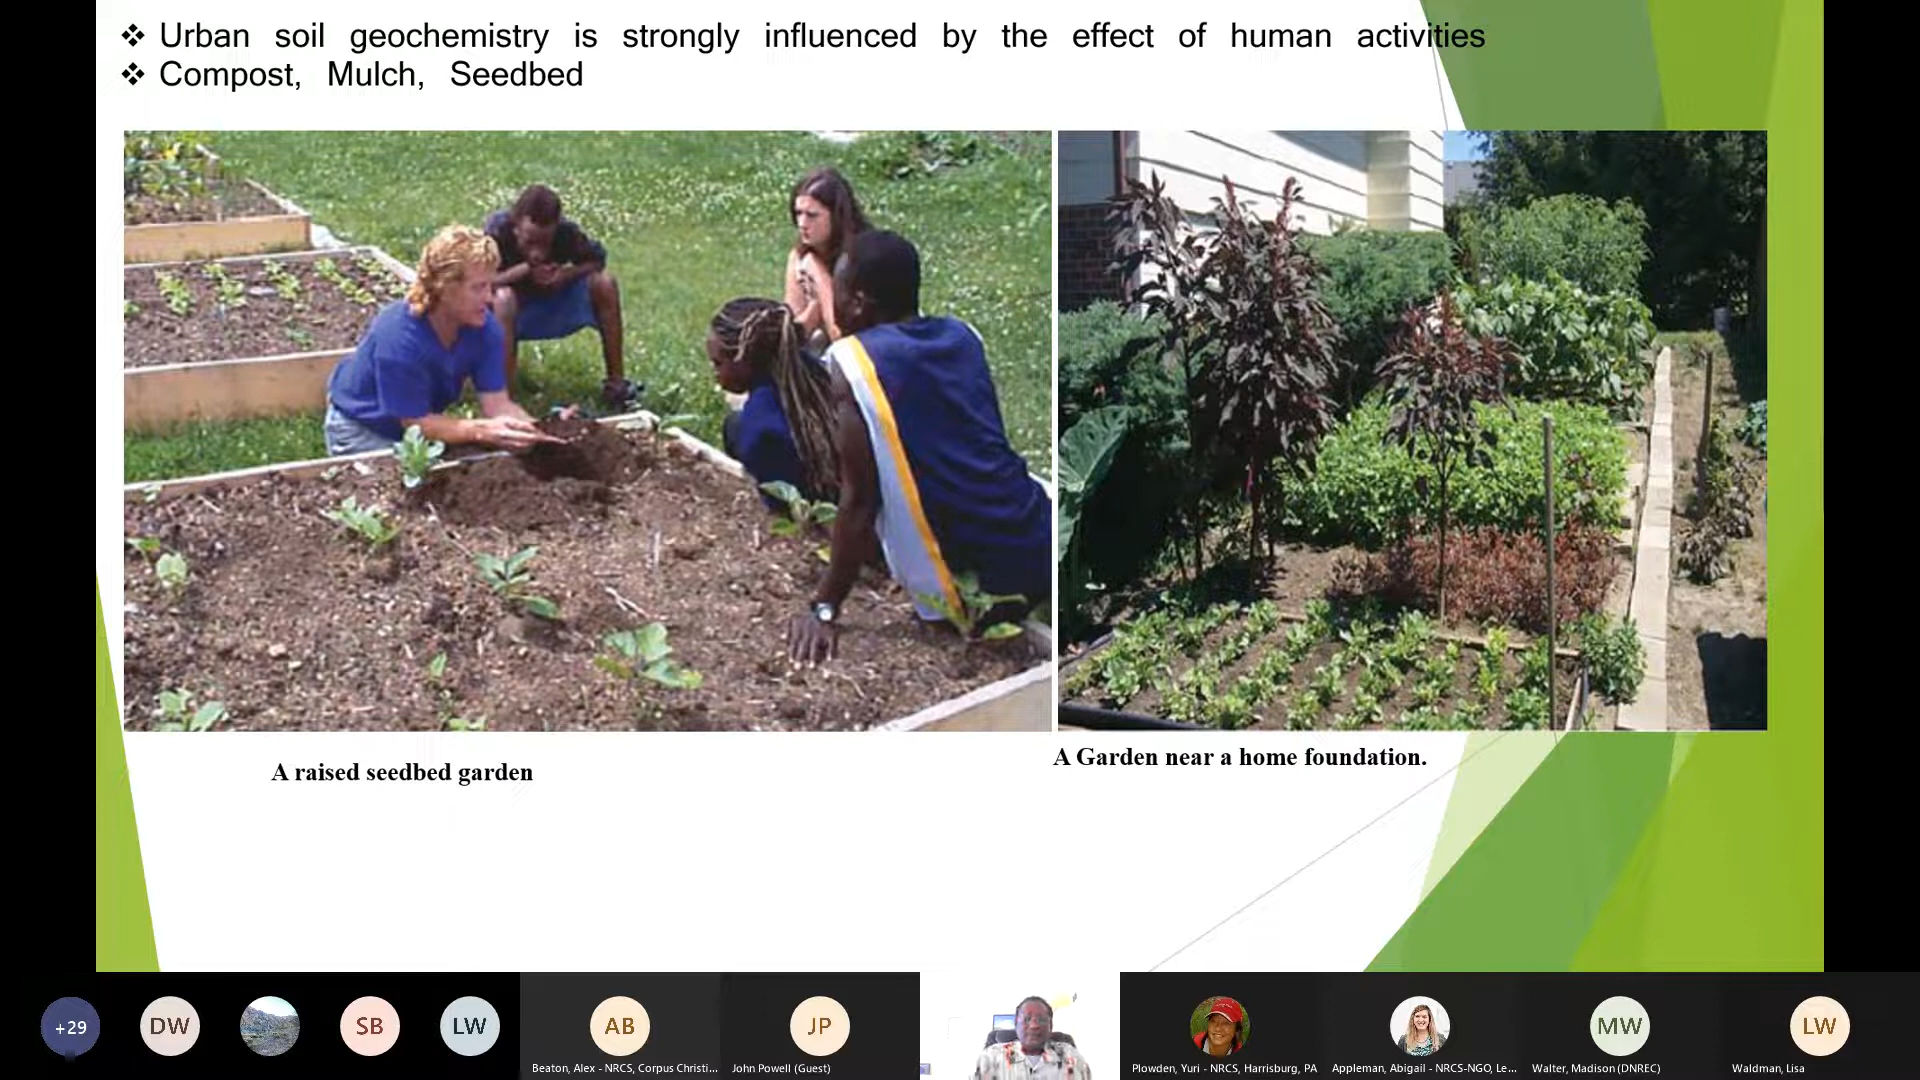 ❖ Urban soil geochemistry is strongly influenced by the effect of human activities
❖ Compost, Mulch, Seedbed
A raised seedbed garden
A Garden near a home foundation.
+29
DW
SB
LW
AB
JP
MW
LW
Beaton, Alex - NRCS, Corpus Christi...
John Powell (Guest)
Plowden, Yuri - NRCS, Harrisburg, PA
Appleman, Abigail - NRCS-NGO, Le...
Walter, Madison (DNREC)
Waldman, Lisa